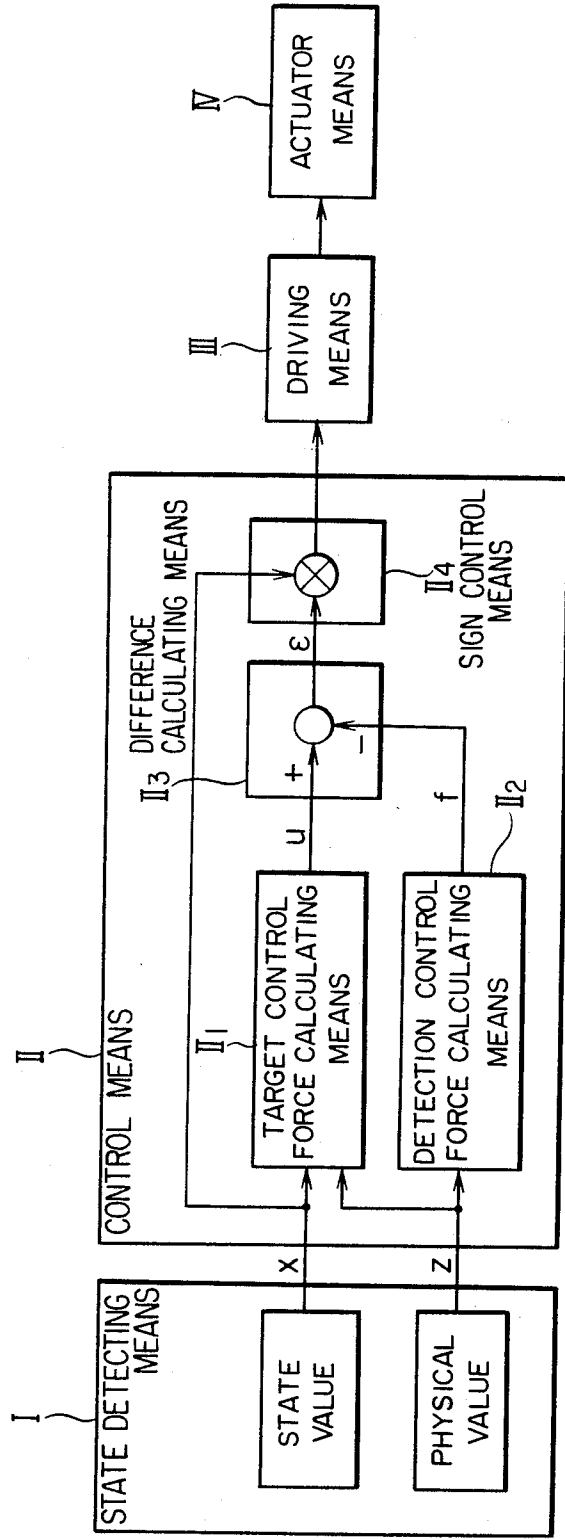 I
STATE DETECTING
MEANS
STATE
VALUE
PHYSICAL
VALUE
X
Z
II
CONTROL MEANS
II1
TARGET CONTROL
FORCE CALCULATING
MEANS
DETECTION CONTROL
FORCE CALCULATING
MEANS
II2
u
f
II3
DIFFERENCE
CALCULATING MEANS
+
-
ε
II4
SIGN CONTROL
MEANS
III
DRIVING
MEANS
IV
ACTUATOR
MEANS